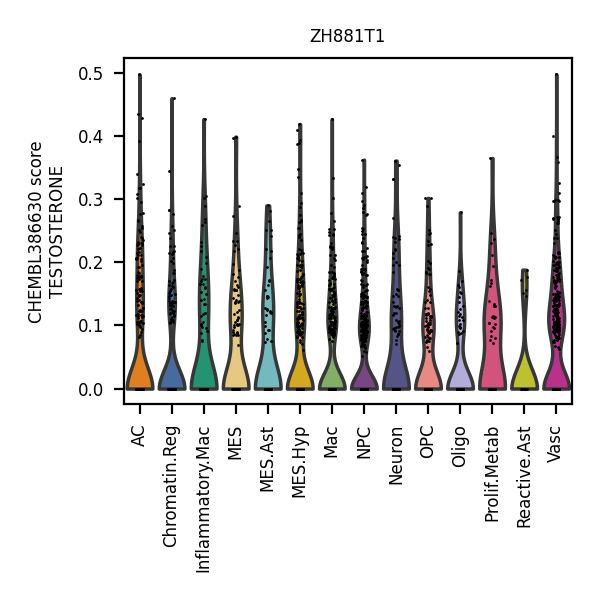 ZH881T1
CHEMBL386630 score
TESTOSTERONE
0.5
0.4
0.3
0.2
0.1
0.0
AC
Chromatin.Reg
Inflammatory.Mac
MES
MES.Ast
MES.Hyp
Mac
NPC
Neuron
OPC
Oligo
Prolif.Metab
Reactive.Ast
Vasc